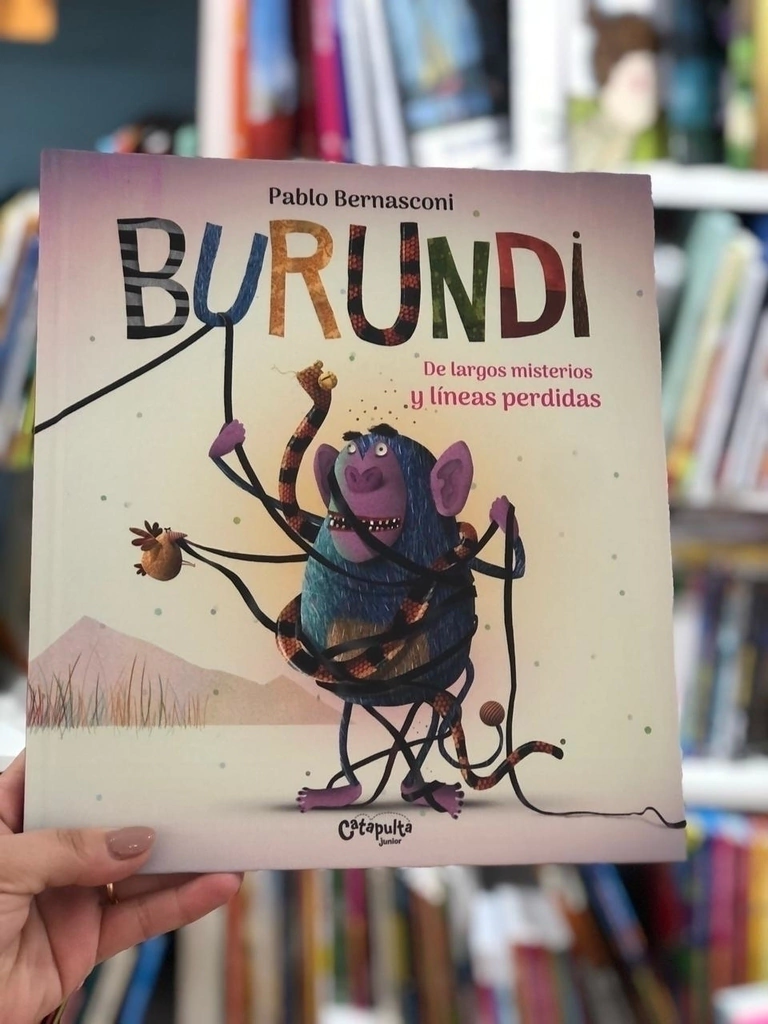 Pablo Bernasconi
BURUNDi
De largos misterios
y líneas perdidas
Catapulta
junior